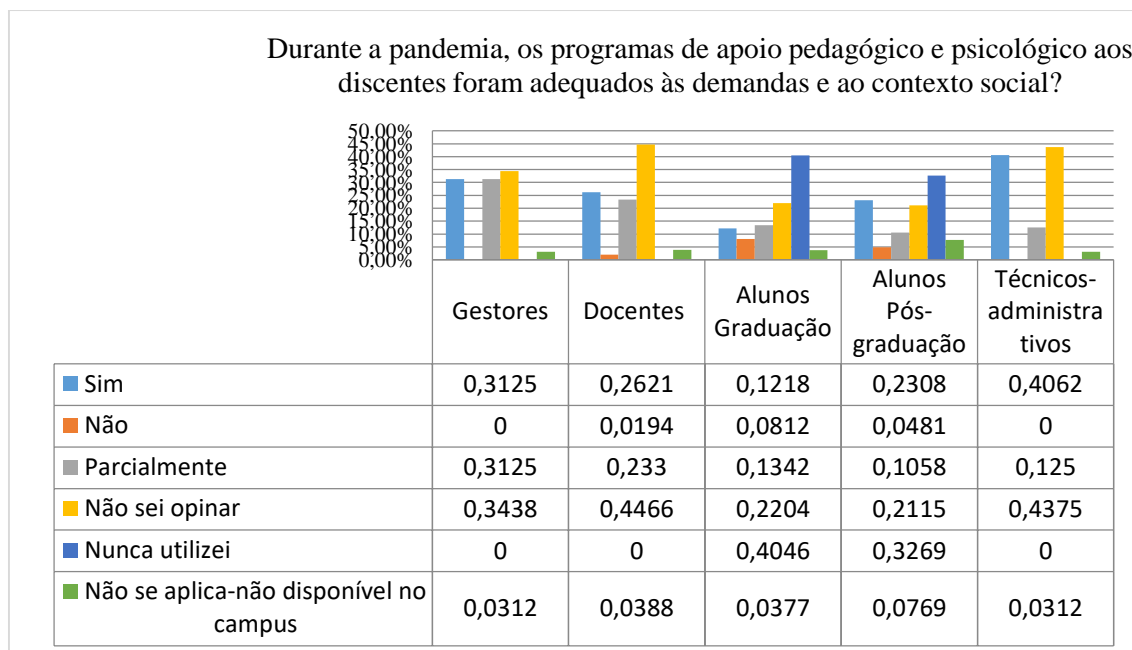 Durante a pandemia, os programas de apoio pedagógico e psicológico aos
discentes foram adequados às demandas e ao contexto social?
50,00%
45,00%
40,00%
35,00%
30,00%
25,00%
20,00%
15,00%
10,00%
5,00%
0,00%
Gestores Docentes Alunos Graduação Alunos Pós-graduação Técnicos-administrativos
Sim 0,3125 0,2621 0,1218 0,2308 0,4062
Não 0 0,0194 0,0812 0,0481 0
Parcialmente 0,3125 0,233 0,1342 0,1058 0,125
Não sei opinar 0,3438 0,4466 0,2204 0,2115 0,4375
Nunca utilizei 0 0 0,4046 0,3269 0
Não se aplica-não disponível no
campus 0,0312 0,0388 0,0377 0,0769 0,0312